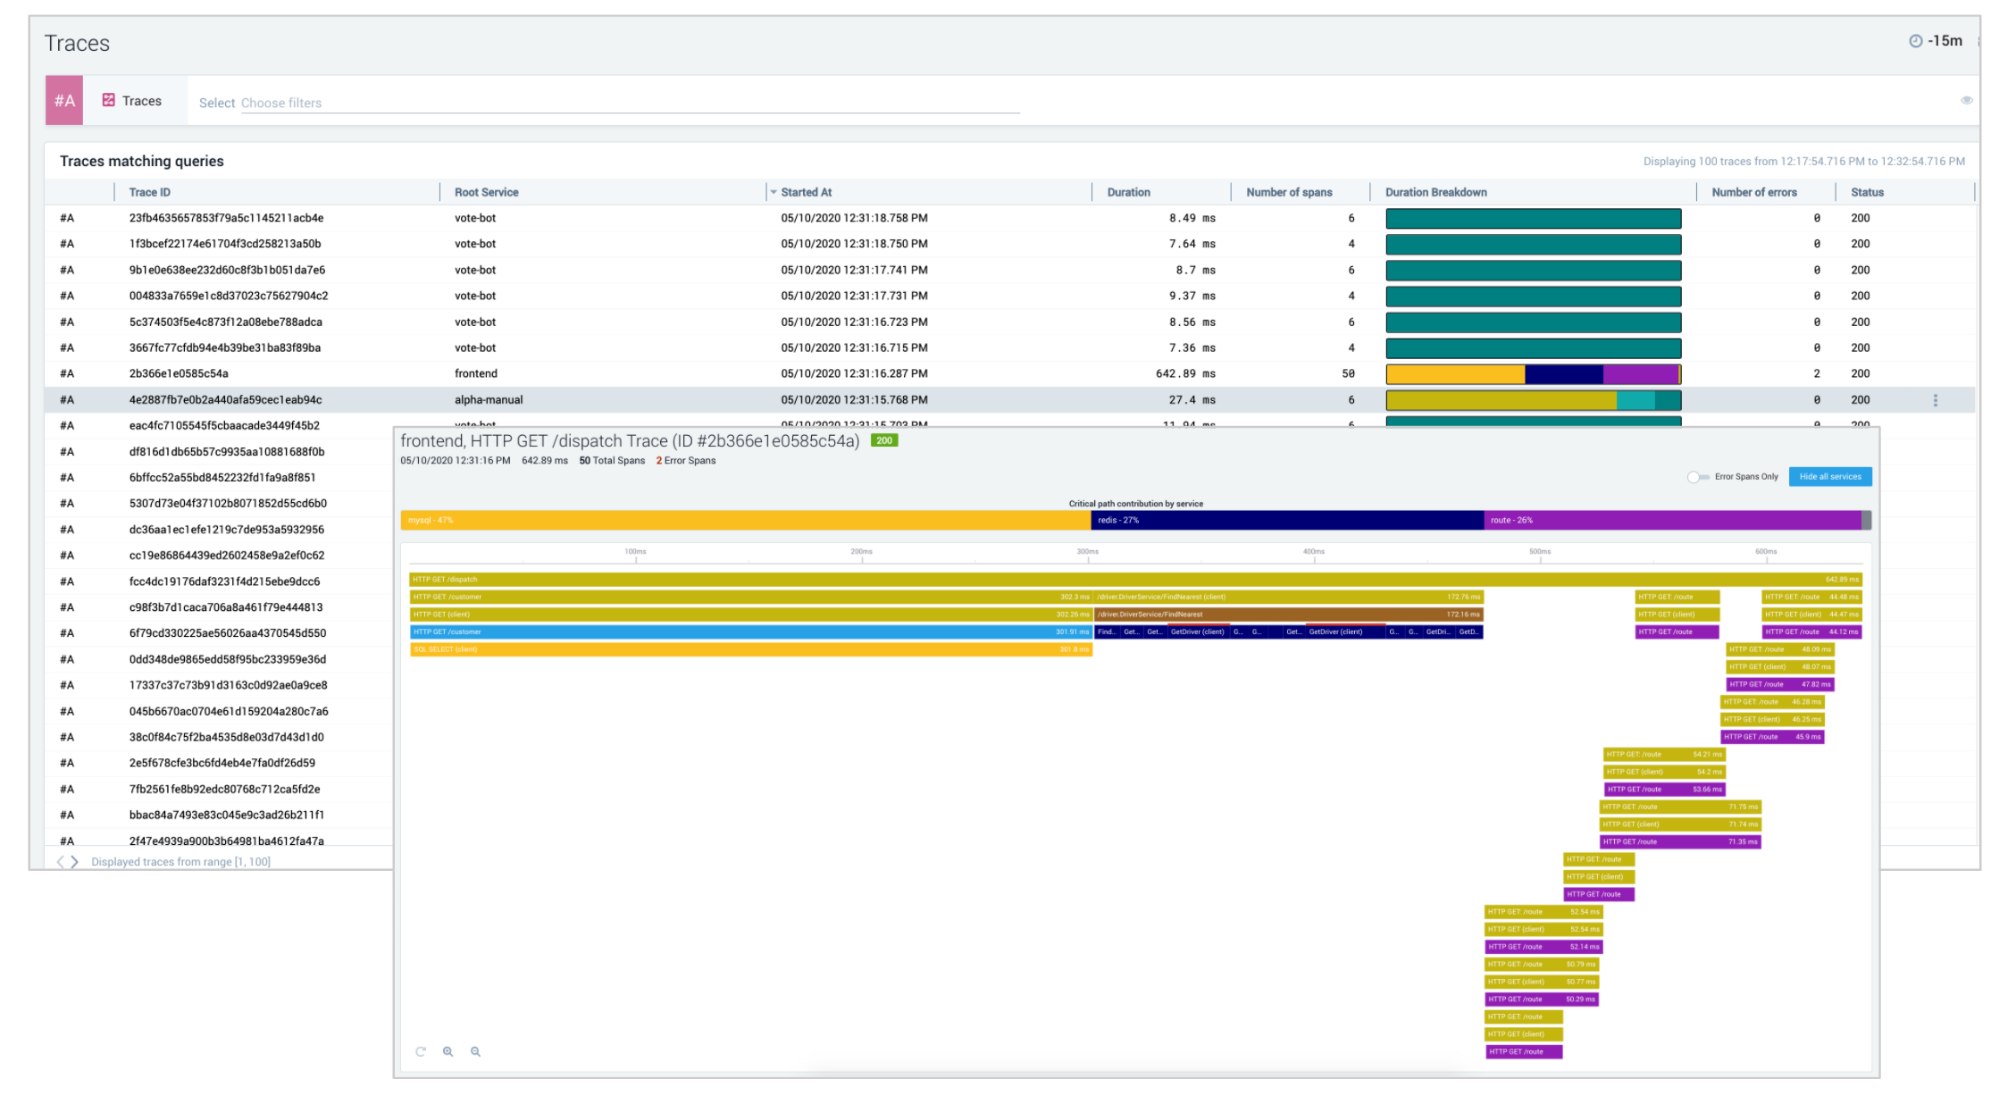 Traces
-15m
#A Traces Select Choose filters
Traces matching queries
Displaying 100 traces from 12:17:54.716 PM to 12:32:54.716 PM
Trace ID Root Service Started At Duration Number of spans Duration Breakdown Number of errors Status
#A 23fb4635657853f79a5c1145211acb4e vote-bot 05/10/2020 12:31:18.758 PM 8.49 ms 6 0 200
#A 1f3bcef22174e61704f3cd258213a50b vote-bot 05/10/2020 12:31:18.750 PM 7.64 ms 4 0 200
#A 9b1e0e638ee232d60c8f3b1b051da7e6 vote-bot 05/10/2020 12:31:17.741 PM 8.7 ms 6 0 200
#A 004833a7659e1c8d37023c75627904c2 vote-bot 05/10/2020 12:31:17.731 PM 9.37 ms 4 0 200
#A 5c374503f5e4c873f12a08ebe788adca vote-bot 05/10/2020 12:31:16.723 PM 8.56 ms 6 0 200
#A 3667fc77cfdb94e4b39be31ba83f89ba vote-bot 05/10/2020 12:31:16.715 PM 7.36 ms 4 0 200
#A 2b366e1e0585c54a frontend 05/10/2020 12:31:16.287 PM 642.89 ms 50 2 200
#A 4e2887fb7e0b2a440afa59cec1eab94c alpha-manual 05/10/2020 12:31:15.768 PM 27.4 ms 6 0 200
#A eac4fc7105545f5cbaacade3449f45b2 vote-bot 05/10/2020 12:31:15.703 PM 11.94 ms 6 0 200
#A df816d1db65b57c9935aa10881688f0b
#A 6bffcc52a55bd8452232fd1fa9a8f851
#A 5307d73e04f37102b8071852d55cd6b0
#A dc36aa1ec1efe1219c7de953a5932956
#A cc19e86864439ed2602458e9a2ef0c62
#A fcc4dc19176daf3231f4d215ebe9dcc6
#A c98f3b7d1caca706a8a461f79e444813
#A 6f79cd330225ae56026aa4370545d550
#A 0dd348de9865edd58f95bc233959e36d
#A 17337c37c73b91d3163c0d92ae0a9ce8
#A 045b6670ac0704e61d159204a280c7a6
#A 38c0f84c75f2ba4535d8e03d7d43d1d0
#A 2e5f678cfe3bc6fd4eb4e7fa0df26d59
#A 7fb2561fe8b92edc80768c712ca5fd2e
#A bbac84a7493e83c045e9c3ad26b211f1
#A 2f47e4939a900b3b64981ba4612fa47a
Displayed traces from range [1, 100]
frontend, HTTP GET /dispatch Trace (ID #2b366e1e0585c54a) 200
05/10/2020 12:31:16 PM 642.89 ms 50 Total Spans 2 Error Spans
Error Spans Only Hide all services
Critical path contribution by service
mysql - 47% redis - 27% route - 26%
100ms 200ms 300ms 400ms 500ms 600ms
HTTP GET /dispatch 642.89 ms
HTTP GET: /customer 302.3 ms /driver.DriverService/FindNearest (client) 172.76 ms HTTP GET: /route HTTP GET: /route 44.48 ms
HTTP GET (client) 302.26 ms /driver.DriverService/FindNearest 172.16 ms HTTP GET (client) HTTP GET (client) 44.47 ms
HTTP GET /customer 301.91 ms Find... Get... Get... GetDriver (client) G... G... Get... GetDriver (client) G... G... GetDri... GetD... HTTP GET /route HTTP GET /route 44.12 ms
SQL SELECT (client) 301.8 ms HTTP GET: /route 48.09 ms
HTTP GET (client) 48.07 ms
HTTP GET /route 47.82 ms
HTTP GET: /route 46.28 ms
HTTP GET (client) 46.25 ms
HTTP GET /route 45.9 ms
HTTP GET: /route 54.21 ms
HTTP GET (client) 54.2 ms
HTTP GET /route 53.66 ms
HTTP GET: /route 71.75 ms
HTTP GET (client) 71.74 ms
HTTP GET /route 71.35 ms
HTTP GET: /route
HTTP GET (client)
HTTP GET /route
HTTP GET: /route 52.54 ms
HTTP GET (client) 52.54 ms
HTTP GET /route 52.14 ms
HTTP GET: /route 50.79 ms
HTTP GET (client) 50.77 ms
HTTP GET /route 50.29 ms
HTTP GET: /route
HTTP GET (client)
HTTP GET /route